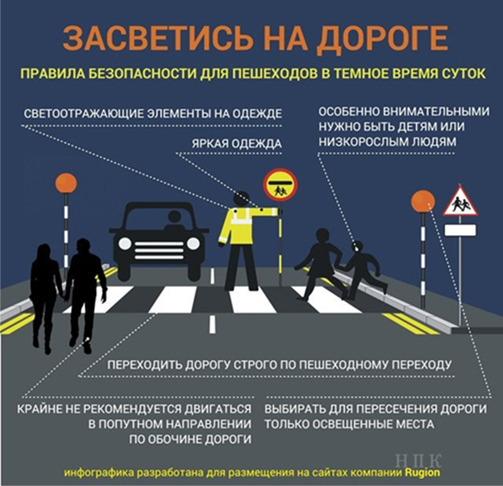 ЗАСВЕТИСЬ НА ДОРОГЕ
ПРАВИЛА БЕЗОПАСНОСТИ ДЛЯ ПЕШЕХОДОВ В ТЕМНОЕ ВРЕМЯ СУТОК
СВЕТООТРАЖАЮЩИЕ ЭЛЕМЕНТЫ НА ОДЕЖДЕ
ЯРКАЯ ОДЕЖДА
ОСОБЕННО ВНИМАТЕЛЬНЫМИ
НУЖНО БЫТЬ ДЕТЯМ ИЛИ
НИЗКОРОСЛЫМ ЛЮДЯМ
ПЕРЕХОДИТЬ ДОРОГУ СТРОГО ПО ПЕШЕХОДНОМУ ПЕРЕХОДУ
КРАЙНЕ НЕ РЕКОМЕНДУЕТСЯ ДВИГАТЬСЯ
В ПОПУТНОМ НАПРАВЛЕНИИ
ПО ОБОЧИНЕ ДОРОГИ
ВЫБИРАТЬ ДЛЯ ПЕРЕСЕЧЕНИЯ ДОРОГИ
ТОЛЬКО ОСВЕЩЕННЫЕ МЕСТА
НПК
инфографика разработана для размещения на сайтах компании Rugion